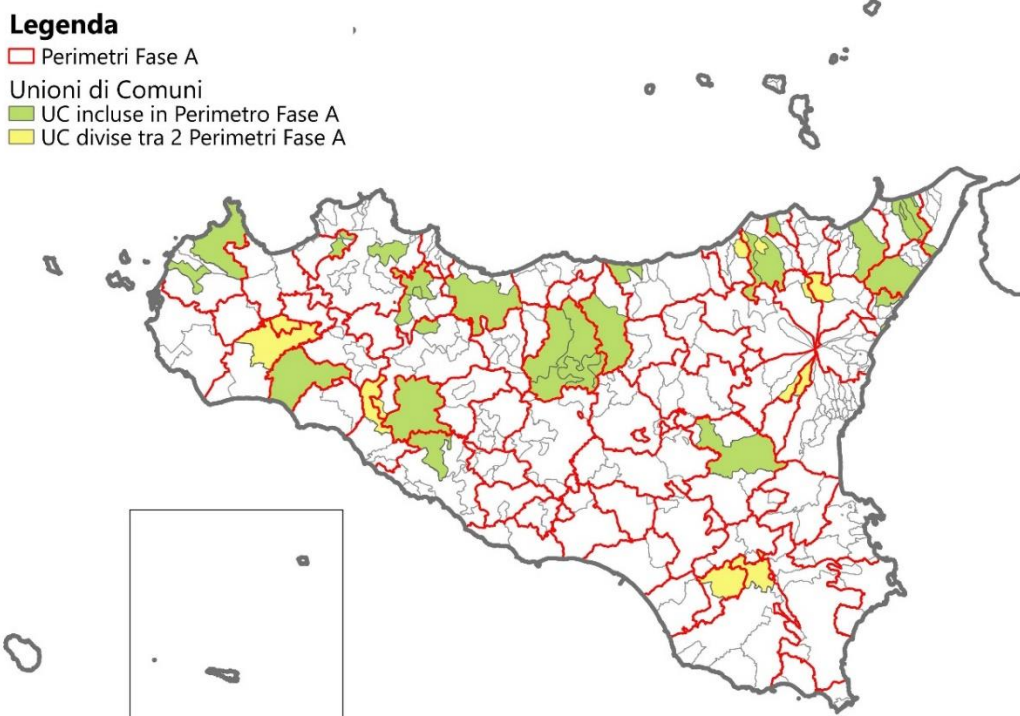 Legenda
Perimetri Fase A
Unioni di Comuni
UC incluse in Perimetro Fase A
UC divise tra 2 Perimetri Fase A